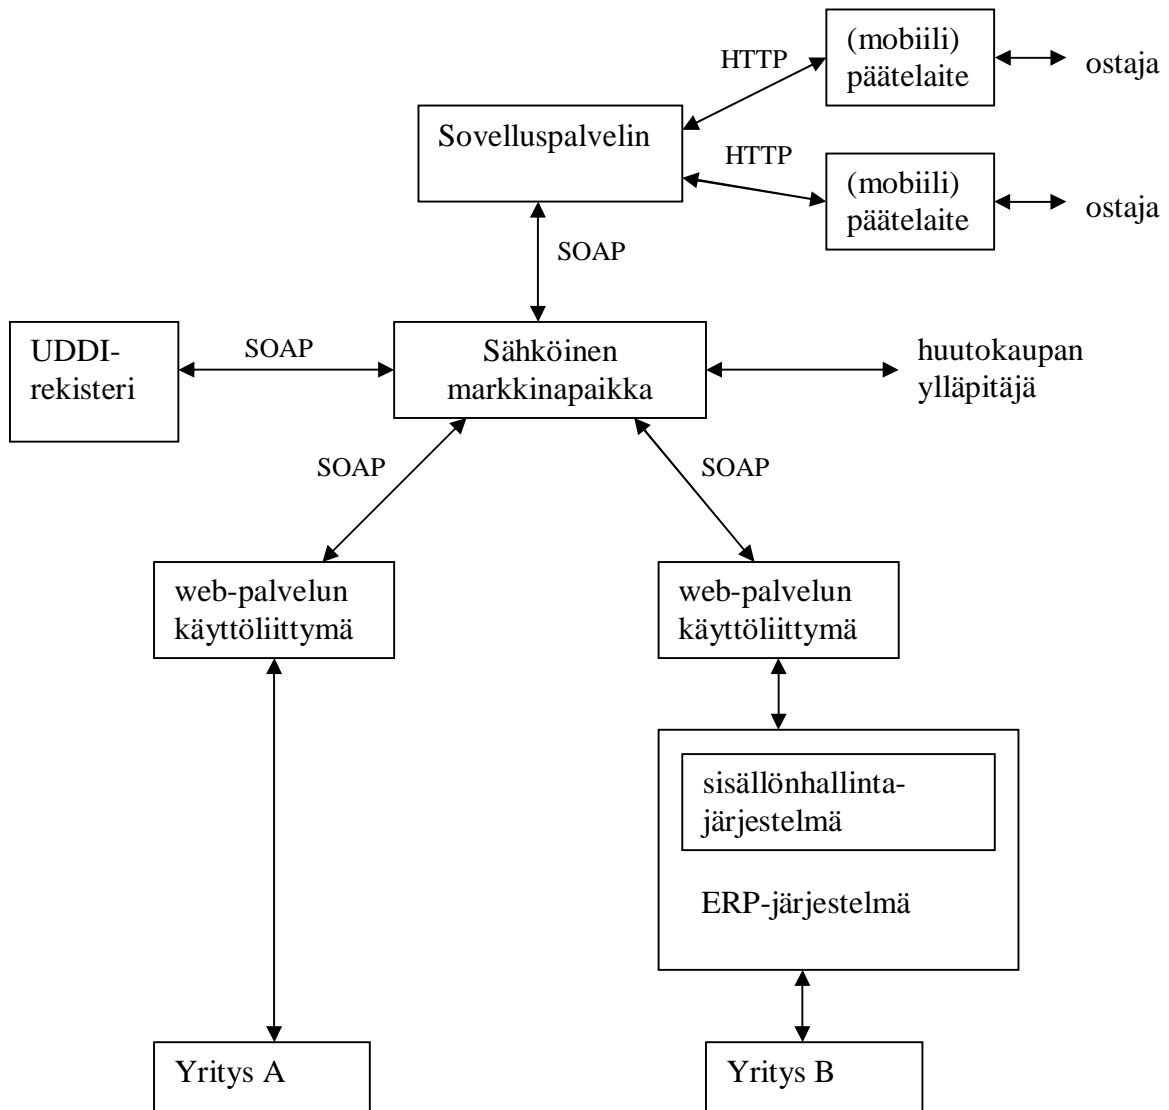 (mobiili)
päätelaite
ostaja
HTTP
Sovelluspalvelin
HTTP
(mobiili)
päätelaite
ostaja
SOAP
UDDI-
rekisteri
SOAP
Sähköinen
markkinapaikka
huutokaupan
ylläpitäjä
SOAP
SOAP
web-palvelun
käyttöliittymä
web-palvelun
käyttöliittymä
sisällönhallinta-
järjestelmä
ERP-järjestelmä
Yritys A
Yritys B